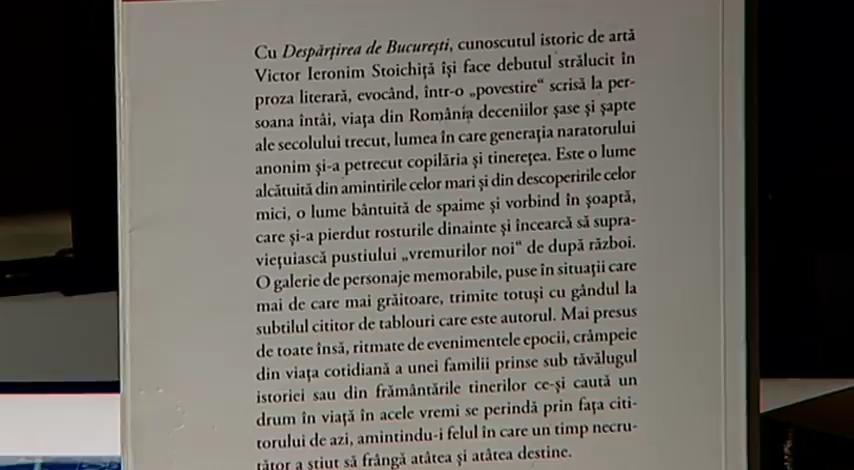 Cu Despărțirea de București, cunoscutul istoric de artă
Victor Ieronim Stoichiță își face debutul strălucit în
proza literară, evocând, într-o „povestire“ scrisă la per-
soana întâi, viața din România deceniilor șase și șapte
ale secolului trecut, lumea în care generația naratorului
anonim și-a petrecut copilăria și tinerețea. Este o lume
alcătuită din amintirile celor mari și din descoperirile celor
mici, o lume bântuită de spaime și vorbind în șoaptă,
care și-a pierdut rosturile dinainte și încearcă să supra-
viețuiască pustiului „vremurilor noi“ de după război.
O galerie de personaje memorabile, puse în situații care
mai de care mai grăitoare, trimite totuși cu gândul la
subtilul cititor de tablouri care este autorul. Mai presus
de toate însă, ritmate de evenimentele epocii, crâmpeie
din viața cotidiană a unei familii prinse sub tăvălugul
istoriei sau din frământările tinerilor ce-și caută un
drum în viață în acele vremi se perindă prin fața citi-
torului de azi, amintindu-i felul în care un timp necru-
țător a știut să frângă atâtea și atâtea destine.